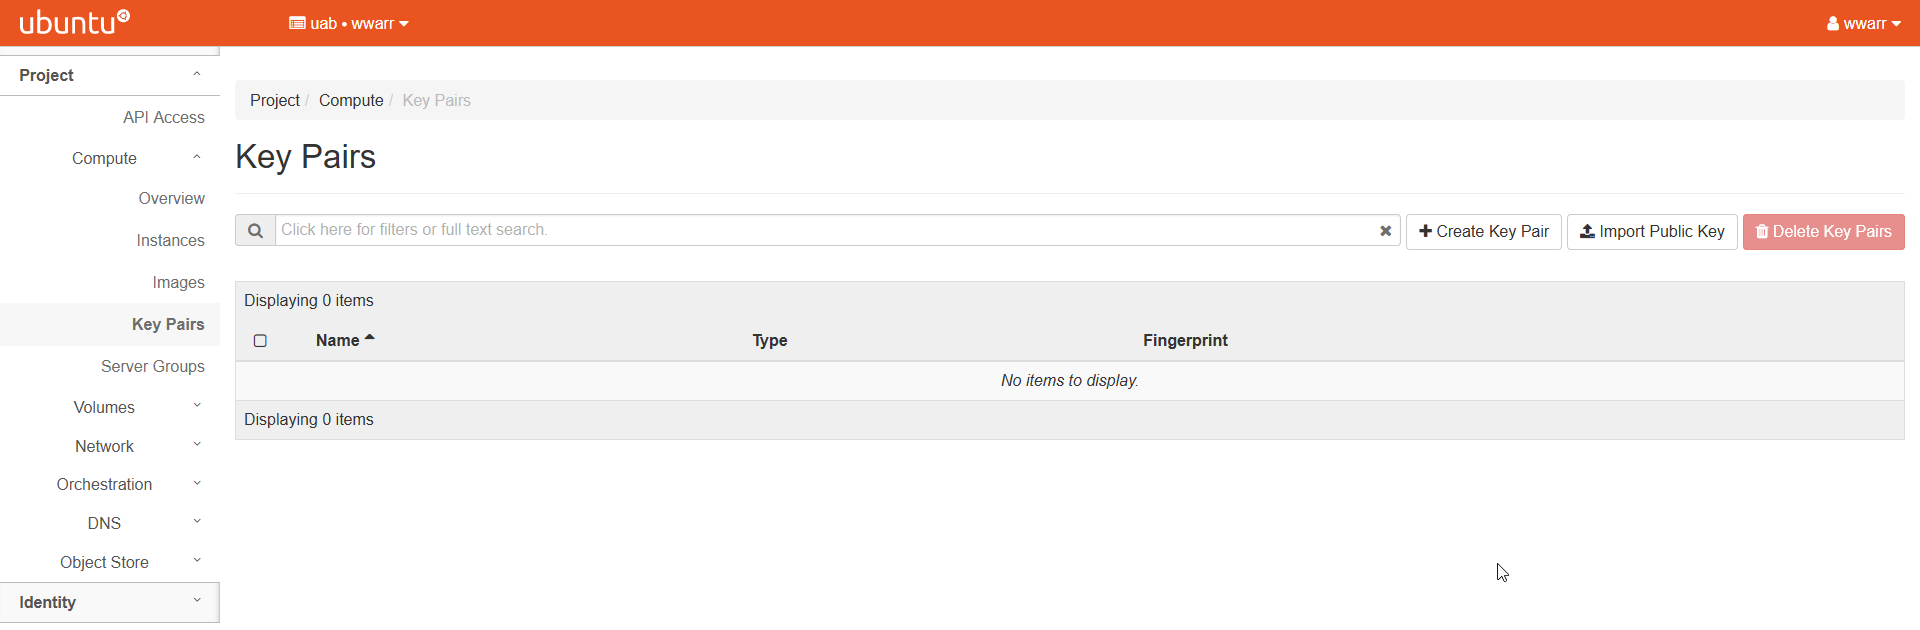 ubuntu
uab • wwarr
wwarr
Project
API Access
Compute
Overview
Instances
Images
Key Pairs
Server Groups
Volumes
Network
Orchestration
DNS
Object Store
Identity
Project / Compute / Key Pairs
Key Pairs
Click here for filters or full text search.
Create Key Pair
Import Public Key
Delete Key Pairs
Displaying 0 items
Name Type Fingerprint
No items to display.
Displaying 0 items